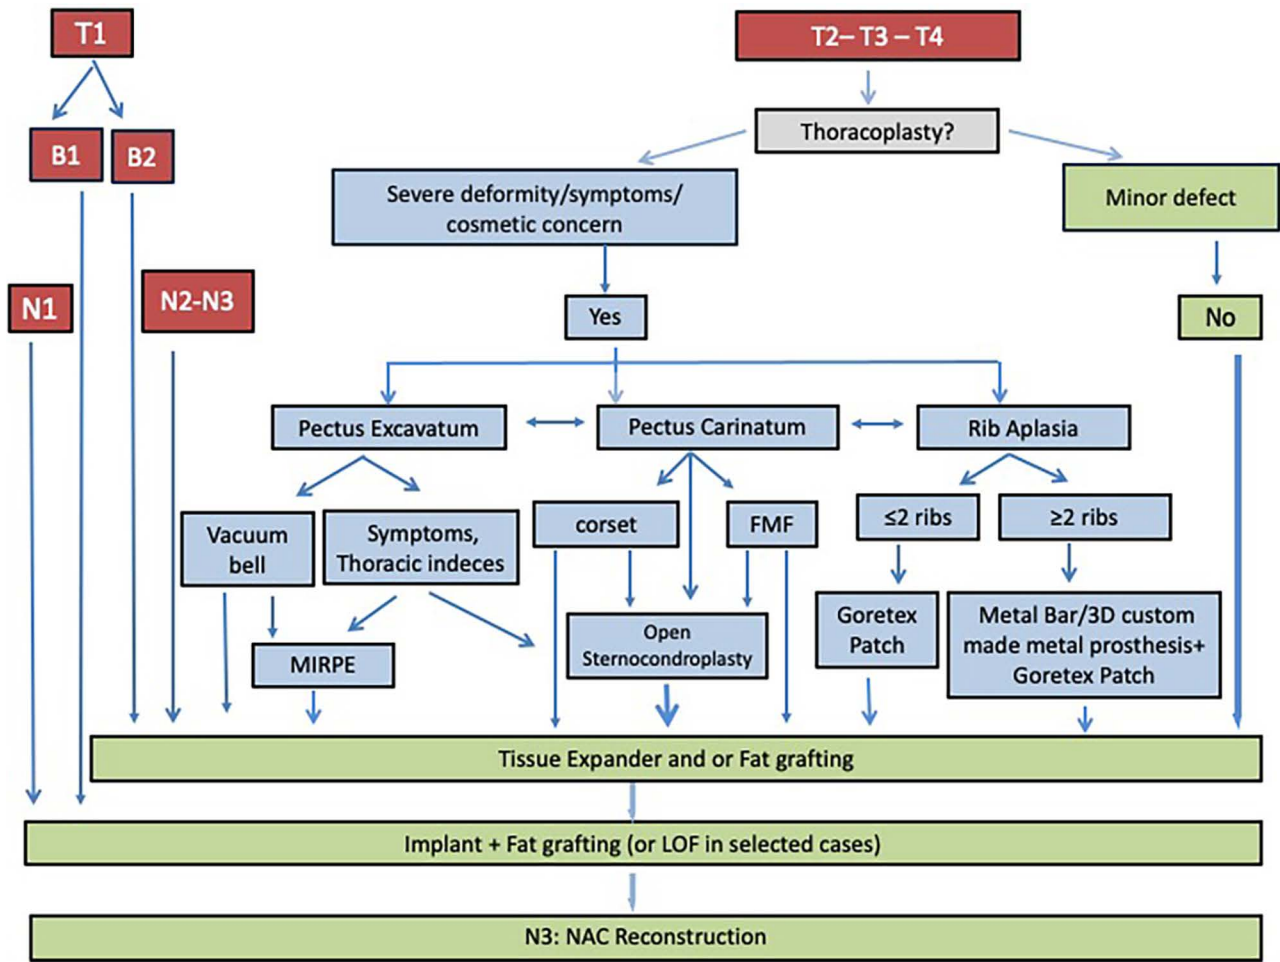 T1
T2– T3 – T4
Thoracoplasty?
B1
B2
Severe deformity/symptoms/
cosmetic concern
Minor defect
N1
N2-N3
Yes
No
Pectus Excavatum
Pectus Carinatum
Rib Aplasia
Vacuum
bell
Symptoms,
Thoracic indeces
corset
FMF
≤2 ribs
≥2 ribs
MIRPE
Open
Sternocondroplasty
Goretex
Patch
Metal Bar/3D custom
made metal prosthesis+
Goretex Patch
Tissue Expander and or Fat grafting
Implant + Fat grafting (or LOF in selected cases)
N3: NAC Reconstruction